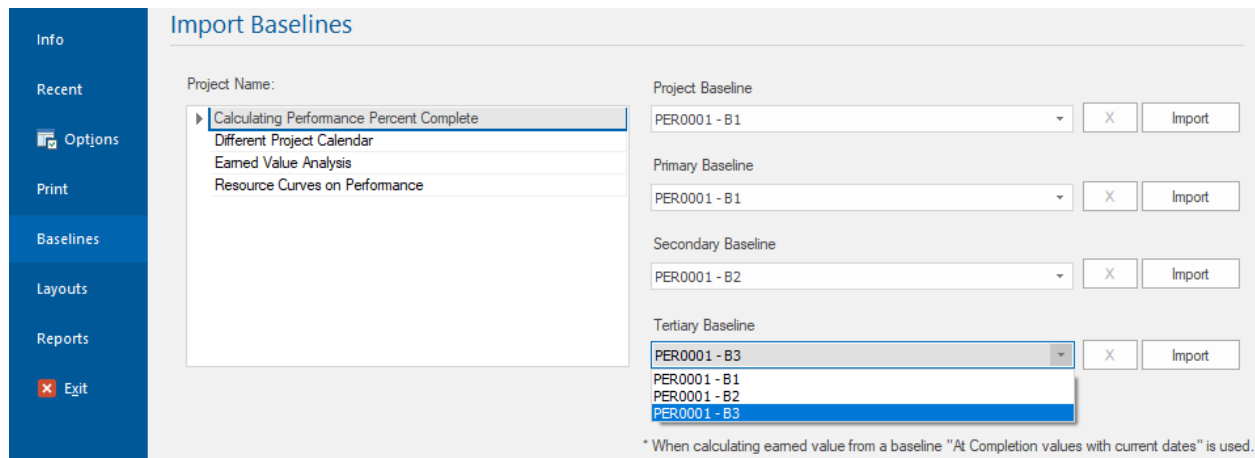 Info
Recent
Options
Print
Baselines
Layouts
Reports
Exit
Import Baselines
Project Name:
Calculating Performance Percent Complete
Different Project Calendar
Earned Value Analysis
Resource Curves on Performance
Project Baseline
PER0001 - B1 X Import
Primary Baseline
PER0001 - B1 X Import
Secondary Baseline
PER0001 - B2 X Import
Tertiary Baseline
PER0001 - B3 X Import
PER0001 - B1
PER0001 - B2
PER0001 - B3
* When calculating earned value from a baseline "At Completion values with current dates" is used.